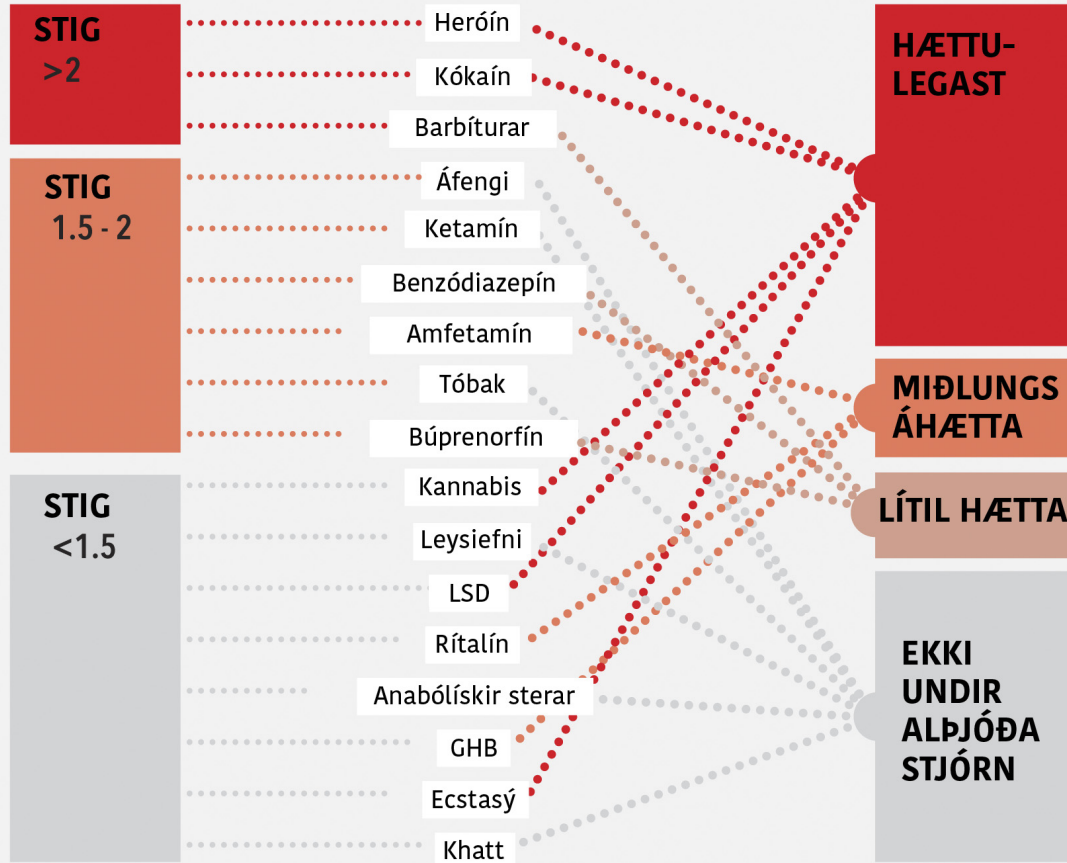 STIG
>2
STIG
1.5 - 2
STIG
<1.5
Heróín
Kókaín
Barbíturar
Áfengi
Ketamín
Benzódiazepín
Amfetamín
Tóbak
Búprenorfín
Kannabis
Leysiefni
LSD
Rítalín
Anabólískir sterar
GHB
Ecstasý
Khatt
HÆTTU-
LEGAST
MIÐLUNGS
ÁHÆTTA
LÍTIL HÆTTA
EKKI
UNDIR
ALÞJÓÐA
STJÓRN